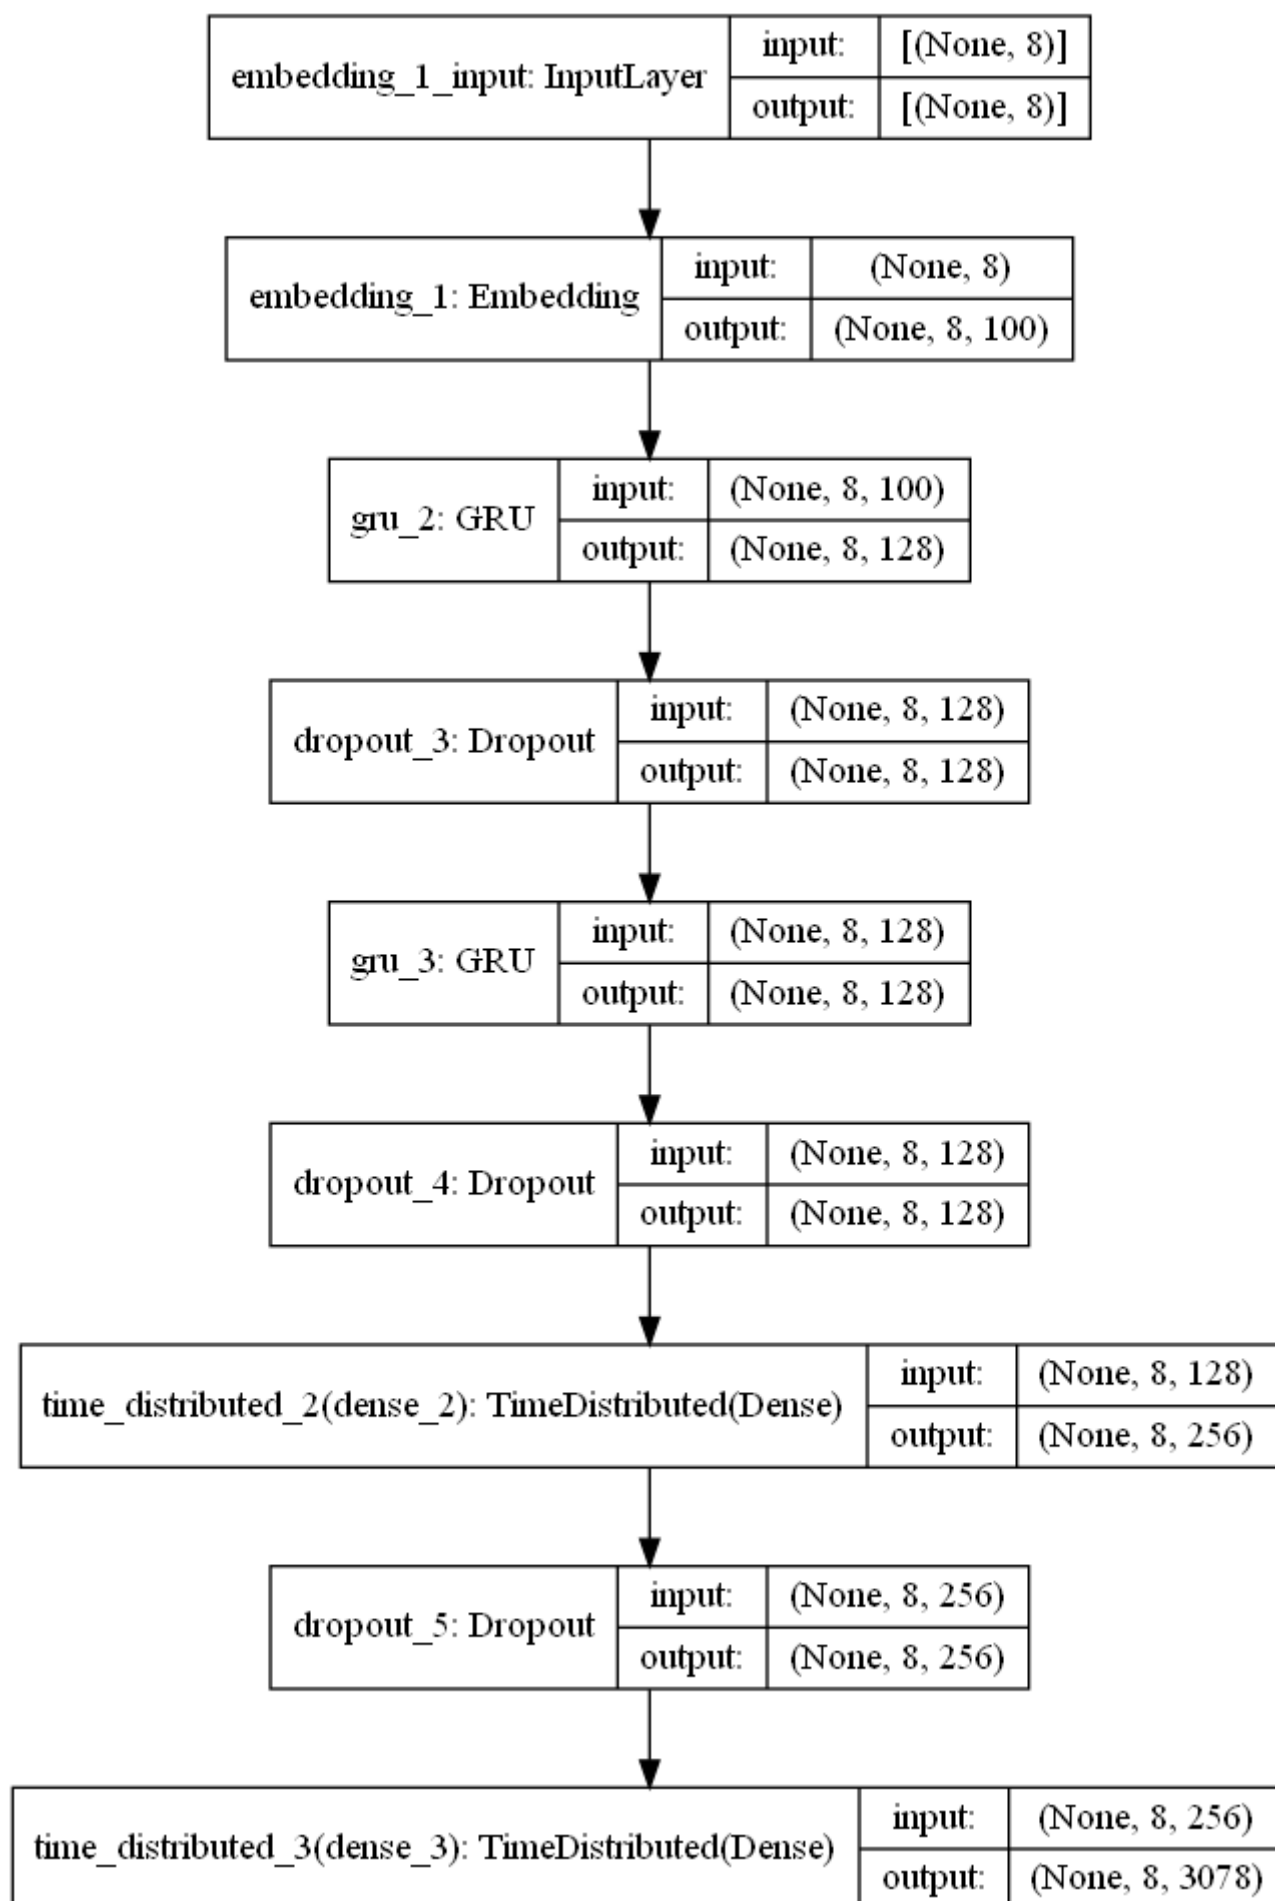 embedding_1_input: InputLayer
input: [(None, 8)]
output: [(None, 8)]
embedding_1: Embedding
input: (None, 8)
output: (None, 8, 100)
gru_2: GRU
input: (None, 8, 100)
output: (None, 8, 128)
dropout_3: Dropout
input: (None, 8, 128)
output: (None, 8, 128)
gru_3: GRU
input: (None, 8, 128)
output: (None, 8, 128)
dropout_4: Dropout
input: (None, 8, 128)
output: (None, 8, 128)
time_distributed_2(dense_2): TimeDistributed(Dense)
input: (None, 8, 128)
output: (None, 8, 256)
dropout_5: Dropout
input: (None, 8, 256)
output: (None, 8, 256)
time_distributed_3(dense_3): TimeDistributed(Dense)
input: (None, 8, 256)
output: (None, 8, 3078)